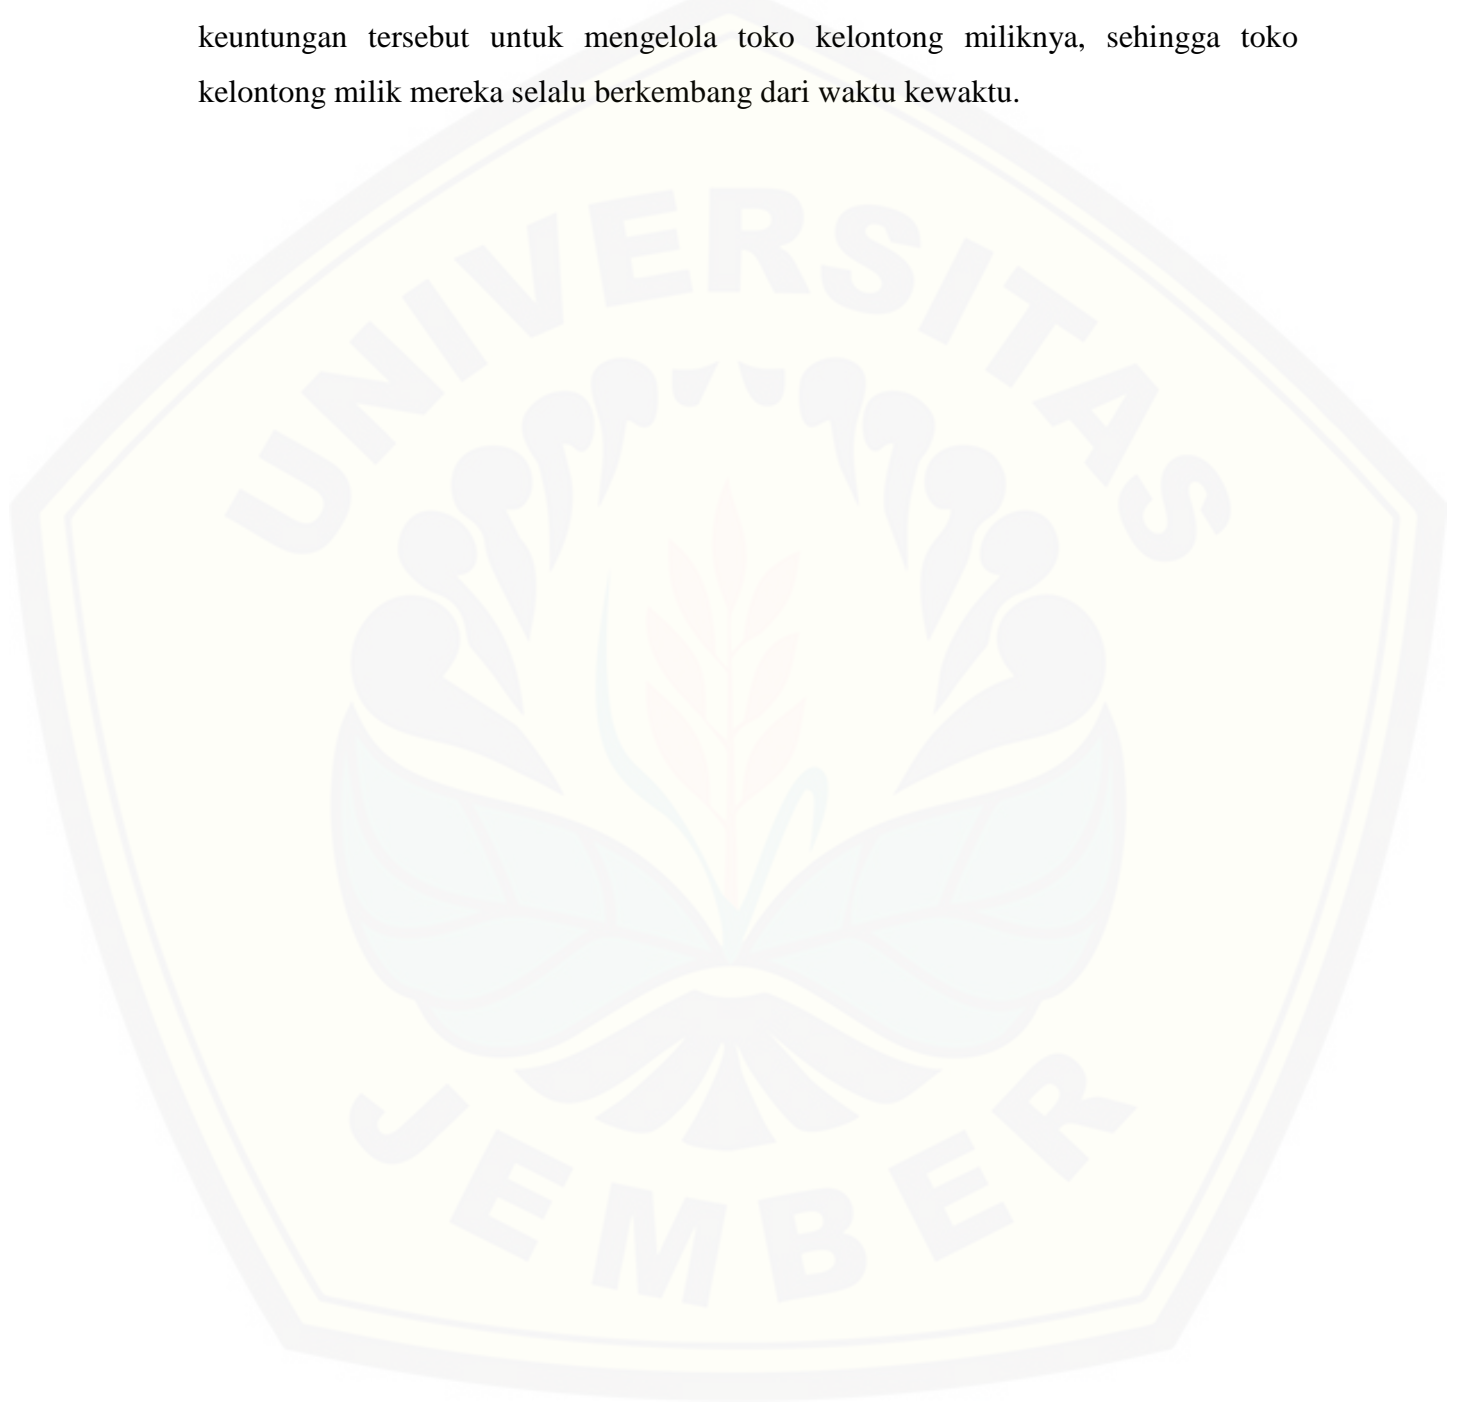 keuntungan tersebut untuk mengelola toko kelontong miliknya, sehingga toko
kelontong milik mereka selalu berkembang dari waktu kewaktu.
UNIVERSITAS
JEMBER